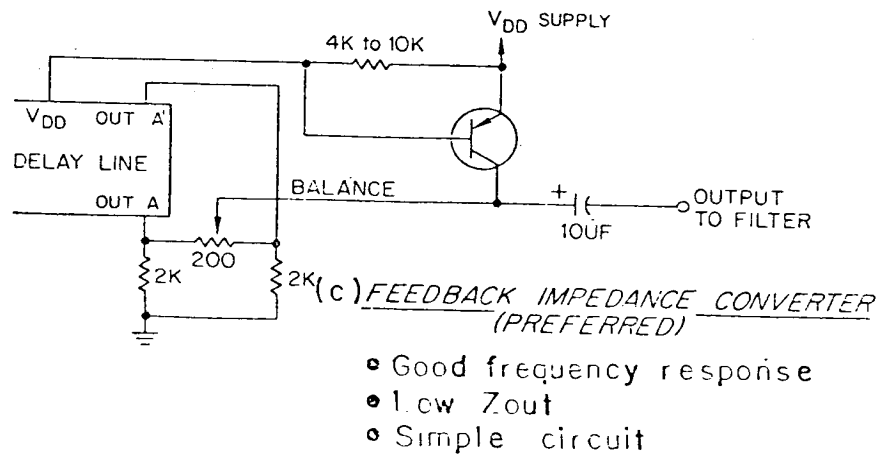 V_DD SUPPLY
4K to 10K
V_DD OUT A'
DELAY LINE
OUT A
BALANCE
+
10UF
OUTPUT
TO FILTER
200
2K
2K
(c) FEEDBACK IMPEDANCE CONVERTER
(PREFERRED)
• Good frequency response
• Low Zout
• Simple circuit